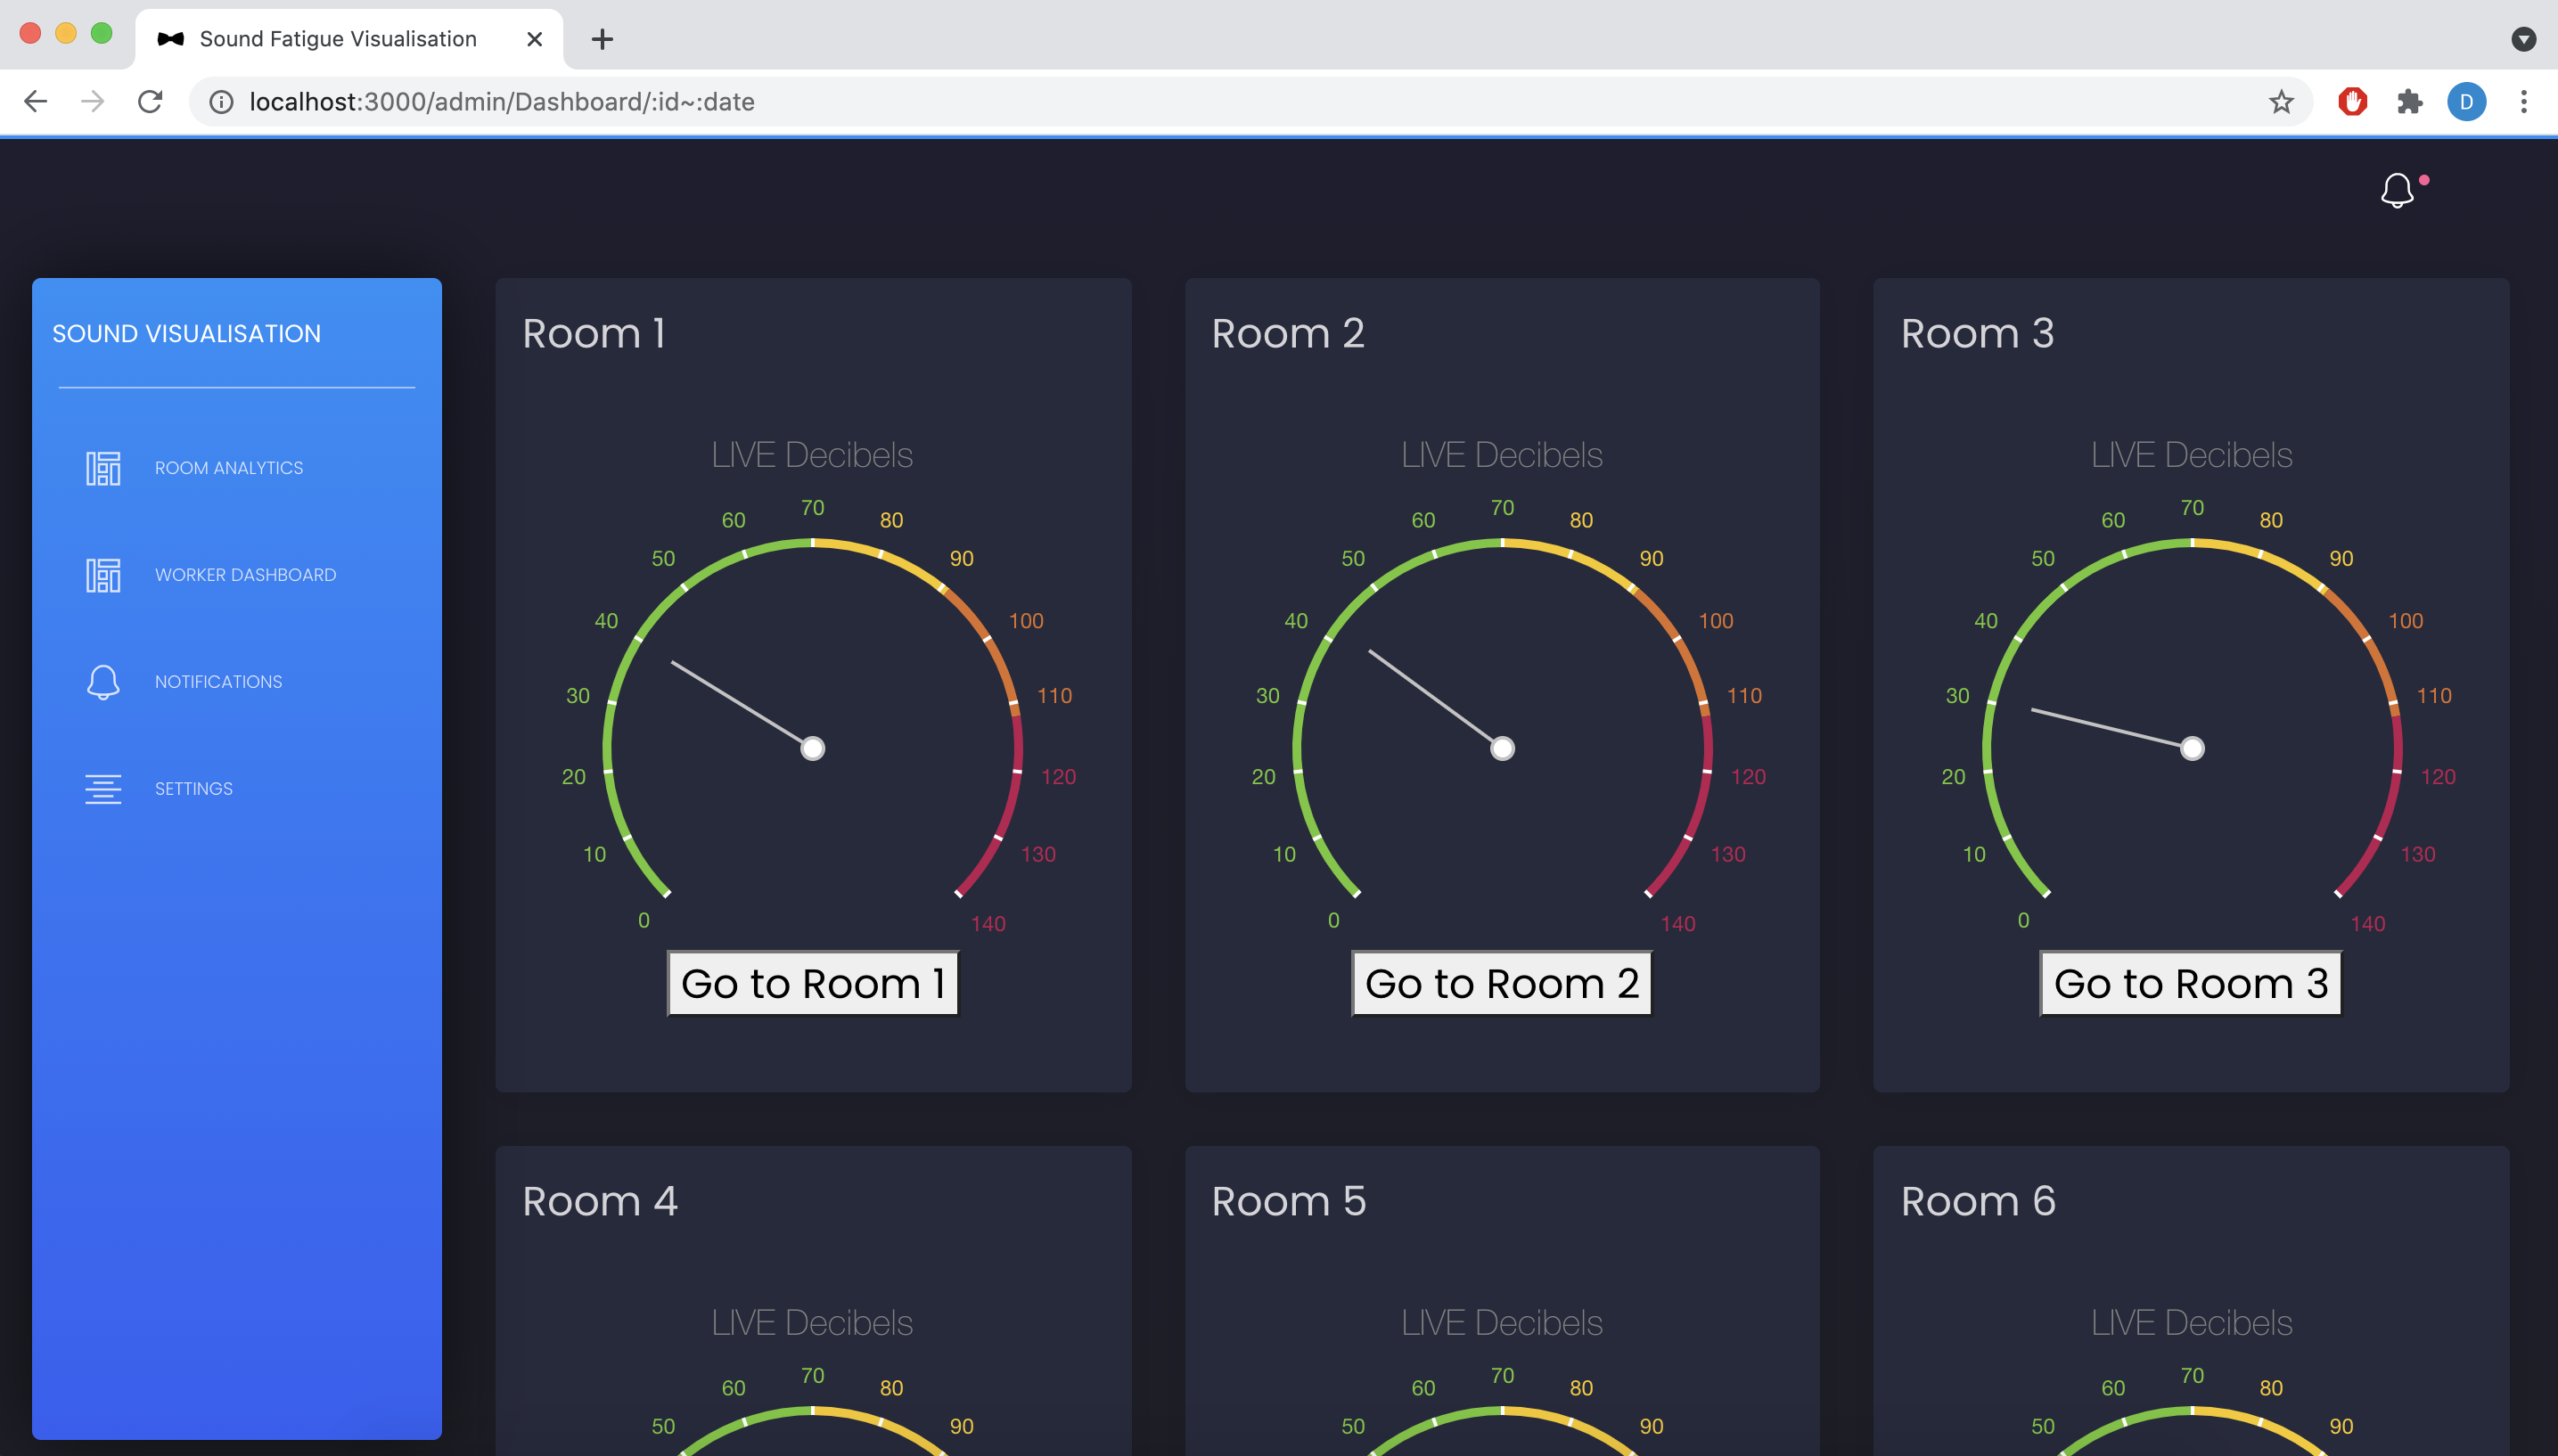 Sound Fatigue Visualisation
localhost:3000/admin/Dashboard/:id~:date
D
SOUND VISUALISATION
ROOM ANALYTICS
WORKER DASHBOARD
NOTIFICATIONS
SETTINGS
Room 1
LIVE Decibels
0
10
20
30
40
50
60
70
80
90
100
110
120
130
140
Go to Room 1
Room 2
LIVE Decibels
0
10
20
30
40
50
60
70
80
90
100
110
120
130
140
Go to Room 2
Room 3
LIVE Decibels
0
10
20
30
40
50
60
70
80
90
100
110
120
130
140
Go to Room 3
Room 4
LIVE Decibels
50
60
70
80
90
Room 5
LIVE Decibels
50
60
70
80
90
Room 6
LIVE Decibels
50
60
70
80
90